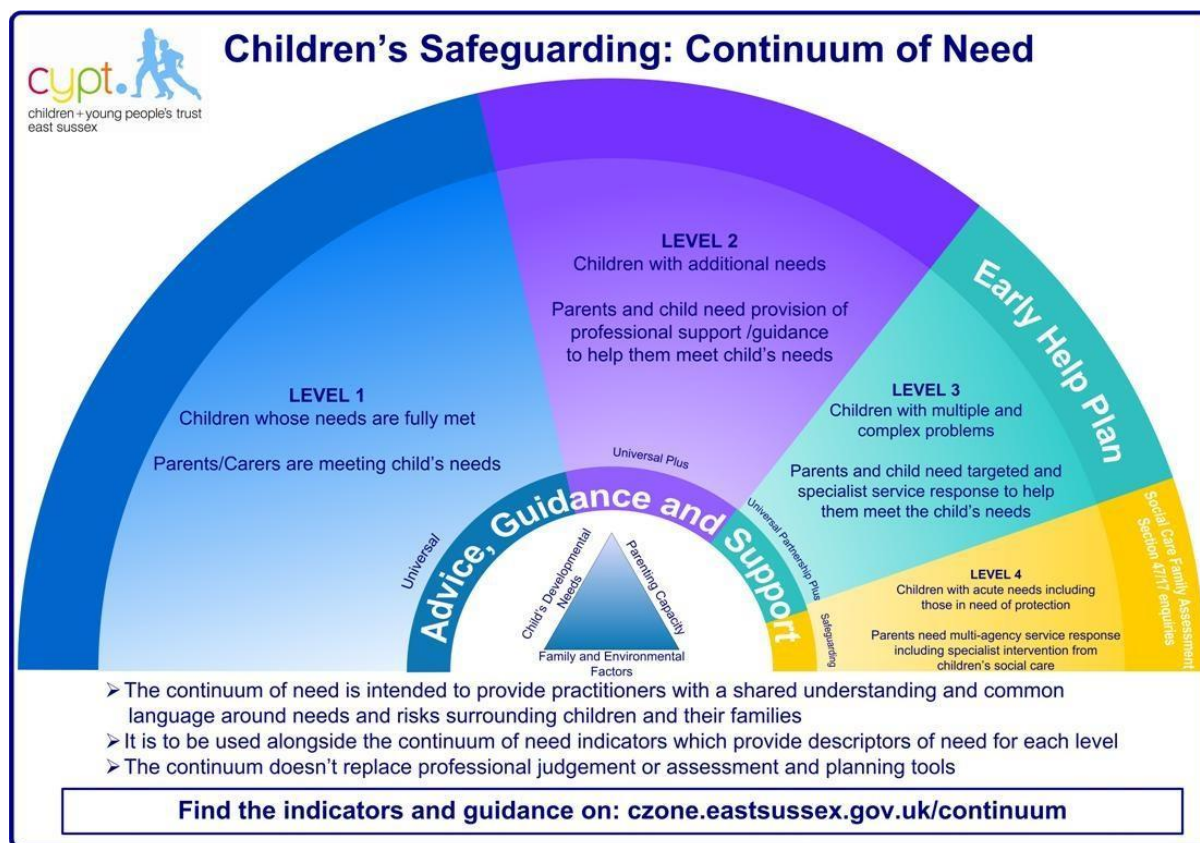 Children's Safeguarding: Continuum of Need
cypt.
children + young people's trust
east sussex
LEVEL 1
Children whose needs are fully met
Parents/Carers are meeting child's needs
LEVEL 2
Children with additional needs
Parents and child need provision of
professional support /guidance
to help them meet child's needs
LEVEL 3
Children with multiple and
complex problems
Parents and child need targeted and
specialist service response to help
them meet the child's needs
LEVEL 4
Children with acute needs including
those in need of protection
Parents need multi-agency service response
including specialist intervention from
children's social care
Early Help Plan
Social Care Family Assessment
Section 47/17 enquiries
Universal
Universal Plus
Universal Partnership Plus
Safeguarding
Advice, Guidance and Support
Child's Developmental
Needs
Parenting Capacity
Family and Environmental
Factors
➢ The continuum of need is intended to provide practitioners with a shared understanding and common
language around needs and risks surrounding children and their families
➢ It is to be used alongside the continuum of need indicators which provide descriptors of need for each level
➢ The continuum doesn't replace professional judgement or assessment and planning tools
Find the indicators and guidance on: czone.eastsussex.gov.uk/continuum